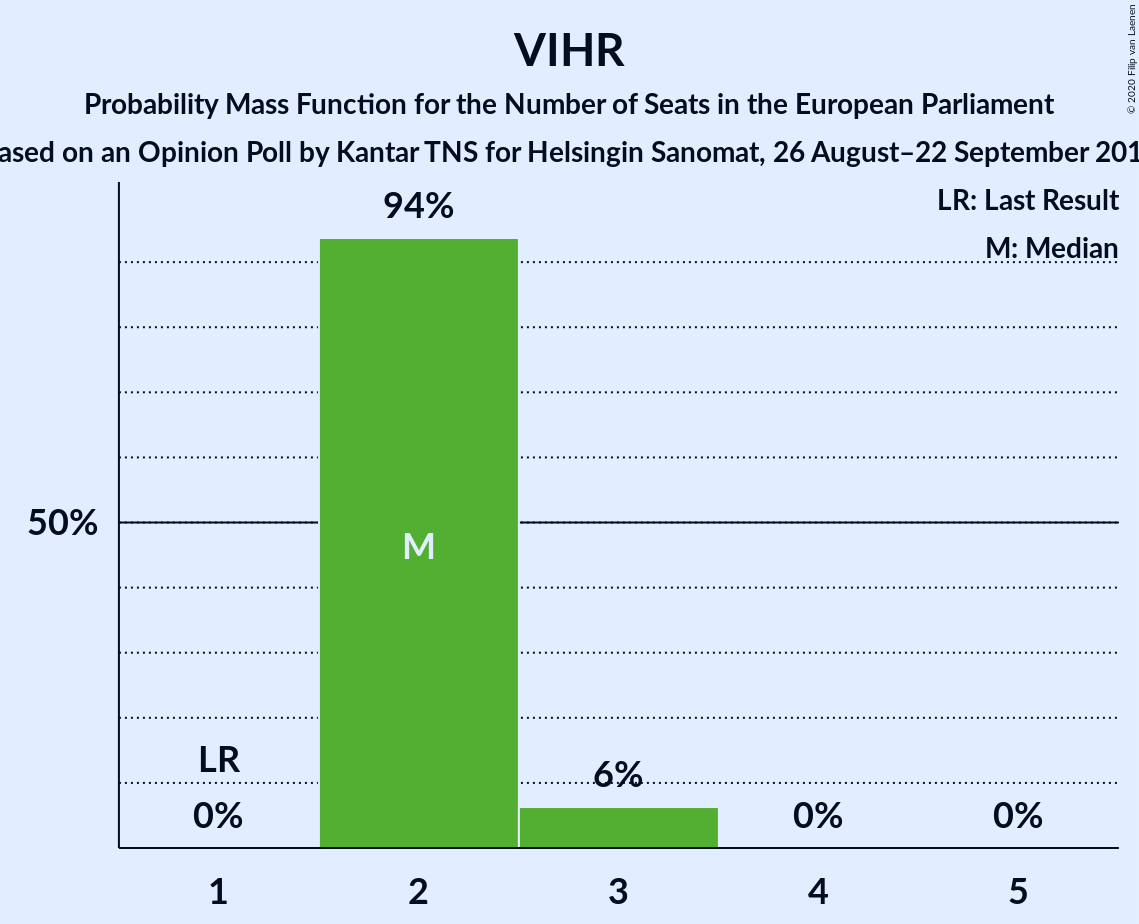 VIHR
Probability Mass Function for the Number of Seats in the European Parliament
ased on an Opinion Poll by Kantar TNS for Helsingin Sanomat, 26 August–22 September 201
© 2020 Filip van Laenen
LR: Last Result
M: Median
94%
50%
M
LR
0%
6%
0%
0%
1
2
3
4
5